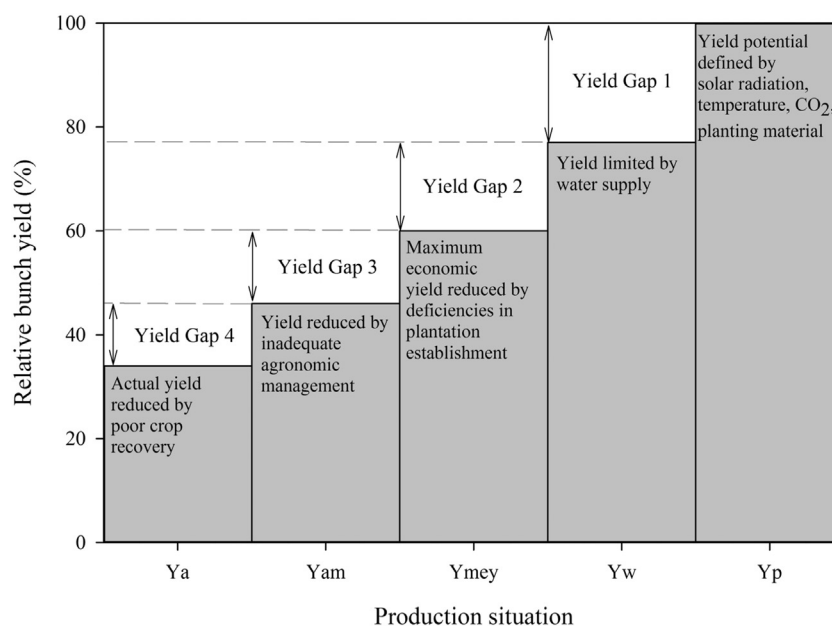 Relative bunch yield (%)
100
80
60
40
20
0
Yield Gap 1
Yield Gap 2
Yield Gap 3
Yield Gap 4
Actual yield
reduced by
poor crop
recovery
Yield reduced by
inadequate
agronomic
management
Maximum
economic
yield reduced by
deficiencies in
plantation
establishment
Yield limited by
water supply
Yield potential
defined by
solar radiation,
temperature, CO2,
planting material
Ya
Yam
Ymey
Yw
Yp
Production situation